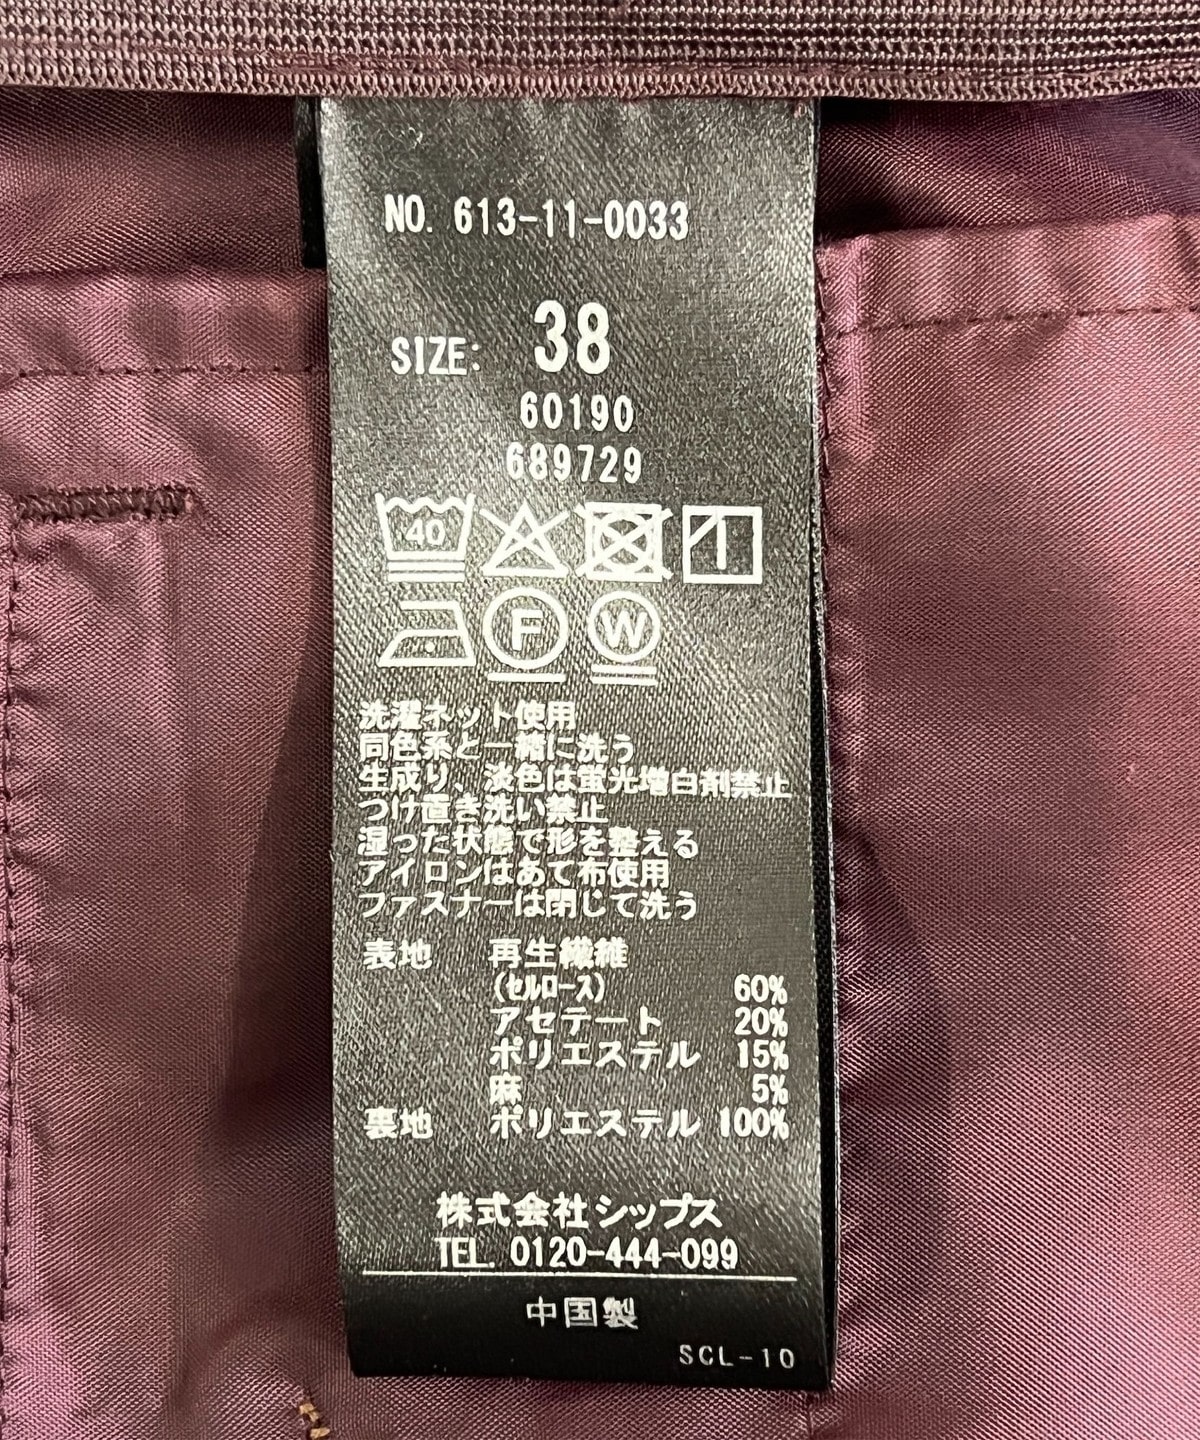 NO. 613-11-0033
SIZE: 38
60190
689729
40
F W
洗濯ネット使用
同色系と一緒に洗う
生成り、淡色は蛍光増白剤禁止
つけ置き洗い禁止
湿った状態で形を整える
アイロンはあて布使用
ファスナーは閉じて洗う
表地 再生繊維
(セルロース) 60%
アセテート 20%
ポリエステル 15%
麻 5%
裏地 ポリエステル 100%
株式会社シップス
TEL. 0120-444-099
中国製
SCL-10